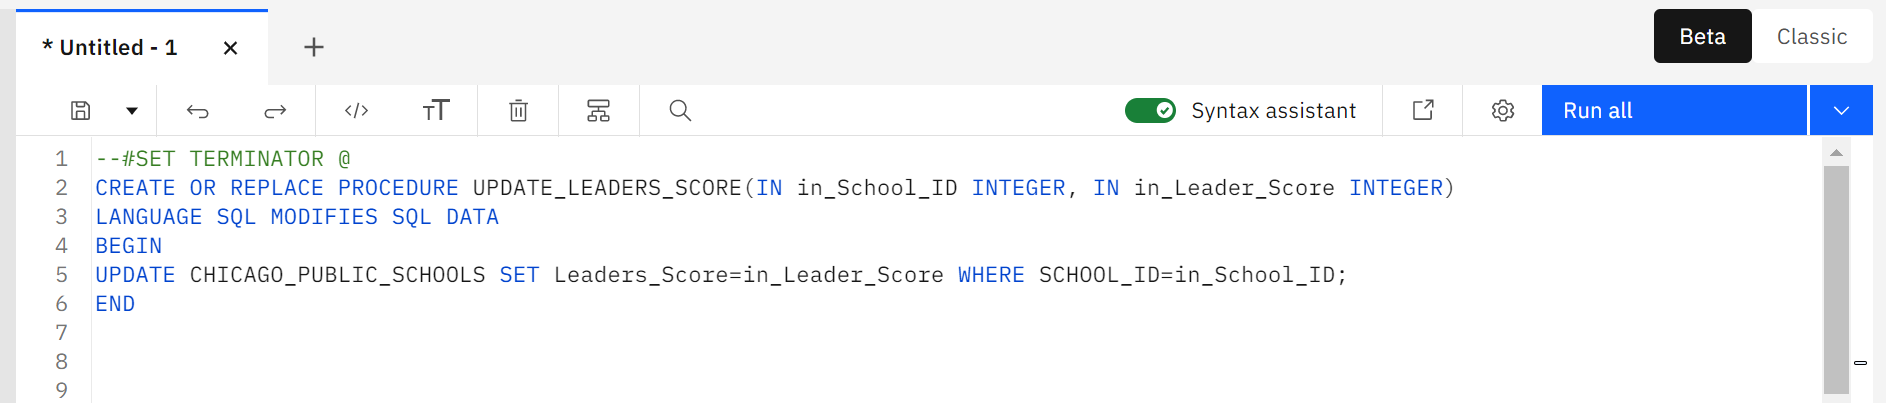 * Untitled - 1
Beta Classic
Syntax assistant Run all
1 --#SET TERMINATOR @
2 CREATE OR REPLACE PROCEDURE UPDATE_LEADERS_SCORE(IN in_School_ID INTEGER, IN in_Leader_Score INTEGER)
3 LANGUAGE SQL MODIFIES SQL DATA
4 BEGIN
5 UPDATE CHICAGO_PUBLIC_SCHOOLS SET Leaders_Score=in_Leader_Score WHERE SCHOOL_ID=in_School_ID;
6 END
7
8
9